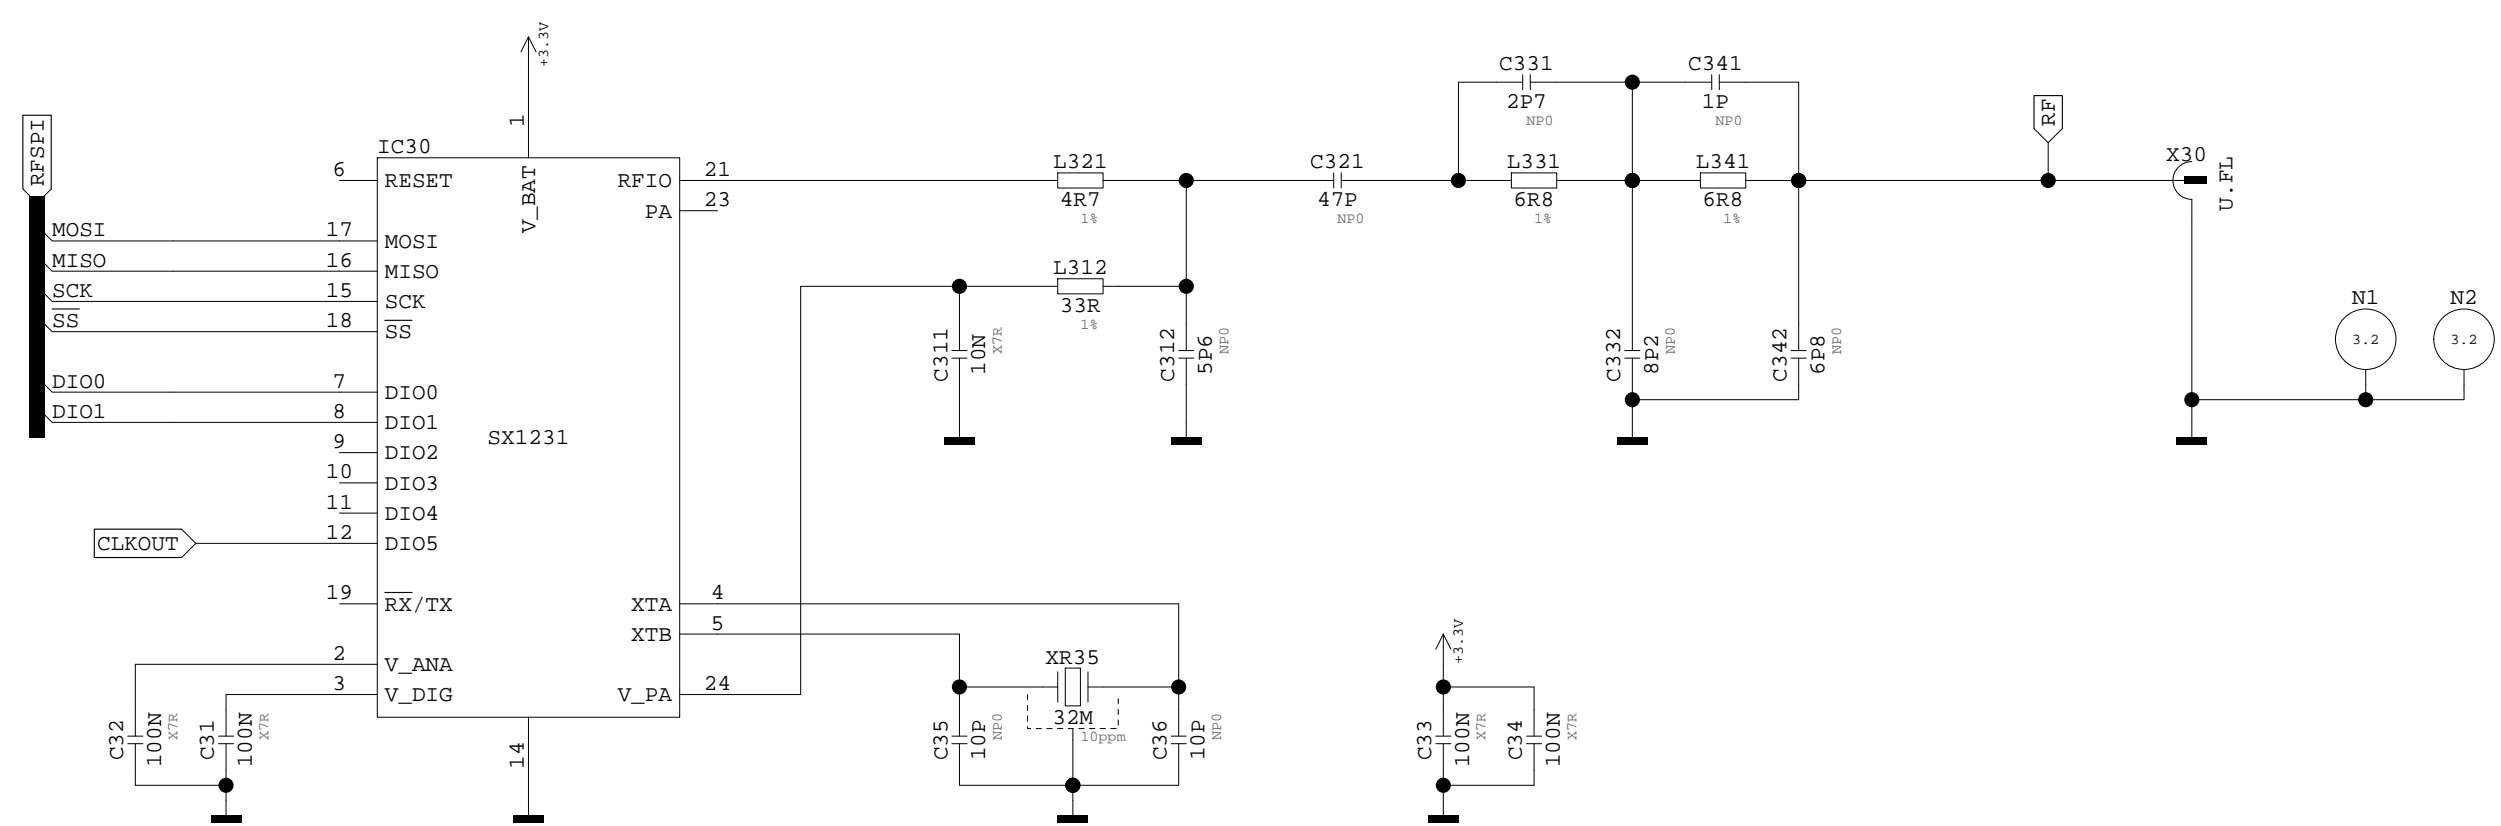 +3.3V
C331
2P7
NP0
C341
1P
NP0
RFSPI
RF
IC30
1
V_BAT
6
RESET
RFIO
21
PA
23
L321
4R7
1%
C321
47P
NP0
L331
6R8
1%
L341
6R8
1%
X30
U.FL
MOSI
17
MOSI
MISO
16
MISO
SCK
15
SCK
SS
18
SS
L312
33R
1%
C311
10N
X7R
C312
5P6
NP0
C332
8P2
NP0
C342
6P8
NP0
N1
3.2
N2
3.2
DIO0
7
DIO0
DIO1
8
DIO1
SX1231
9
DIO2
10
DIO3
11
DIO4
CLKOUT
12
DIO5
19
RX/TX
XTA
4
XTB
5
2
V_ANA
3
V_DIG
V_PA
24
C32
100N
X7R
C31
100N
X7R
14
C35
10P
NP0
XR35
32M
10ppm
C36
10P
NP0
+3.3V
C33
100N
X7R
C34
100N
X7R